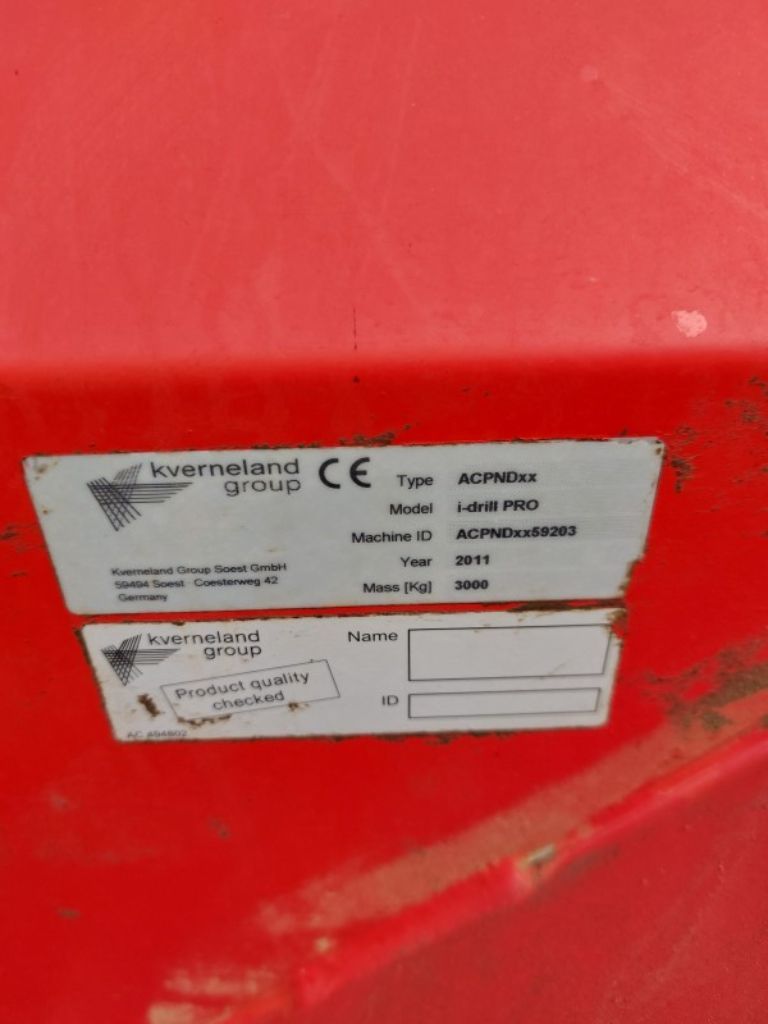 kverneland
group
CE
Type ACPNDxx
Model i-drill PRO
Machine ID ACPNDxx59203
Year 2011
Mass [Kg] 3000
Kverneland Group Soest GmbH
59494 Soest Coesterweg 42
Germany
kverneland
group
Product quality
checked
Name
ID
AC